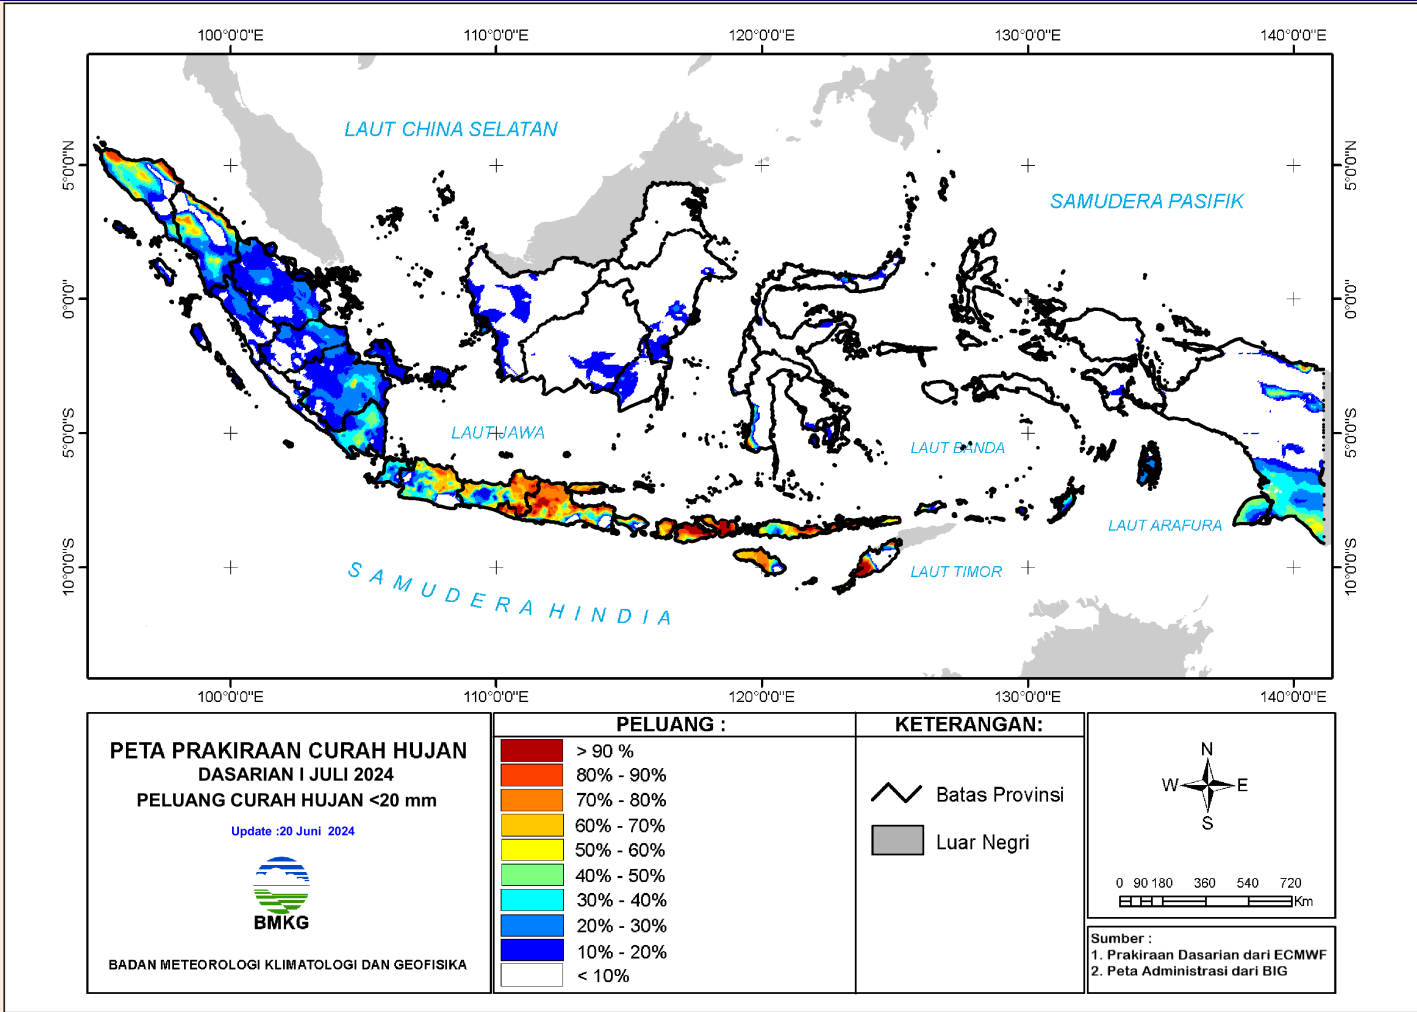 100°0'0"E 110°0'0"E 120°0'0"E 130°0'0"E 140°0'0"E
LAUT CHINA SELATAN
5°0'0"N 5°0'0"N
SAMUDERA PASIFIK
0°0'0" 0°0'0"
5°0'0"S 5°0'0"S
LAUT JAWA
LAUT BANDA
LAUT ARAFURA
10°0'0"S 10°0'0"S
LAUT TIMOR
SAMUDERA HINDIA
100°0'0"E 110°0'0"E 120°0'0"E 130°0'0"E 140°0'0"E
PETA PRAKIRAAN CURAH HUJAN
DASARIAN I JULI 2024
PELUANG CURAH HUJAN <20 mm
Update :20 Juni 2024
BMKG
BADAN METEOROLOGI KLIMATOLOGI DAN GEOFISIKA
PELUANG :
> 90 %
80% - 90%
70% - 80%
60% - 70%
50% - 60%
40% - 50%
30% - 40%
20% - 30%
10% - 20%
< 10%
KETERANGAN:
Batas Provinsi
Luar Negri
N
W E
S
0 90 180 360 540 720
Km
Sumber :
1. Prakiraan Dasarian dari ECMWF
2. Peta Administrasi dari BIG